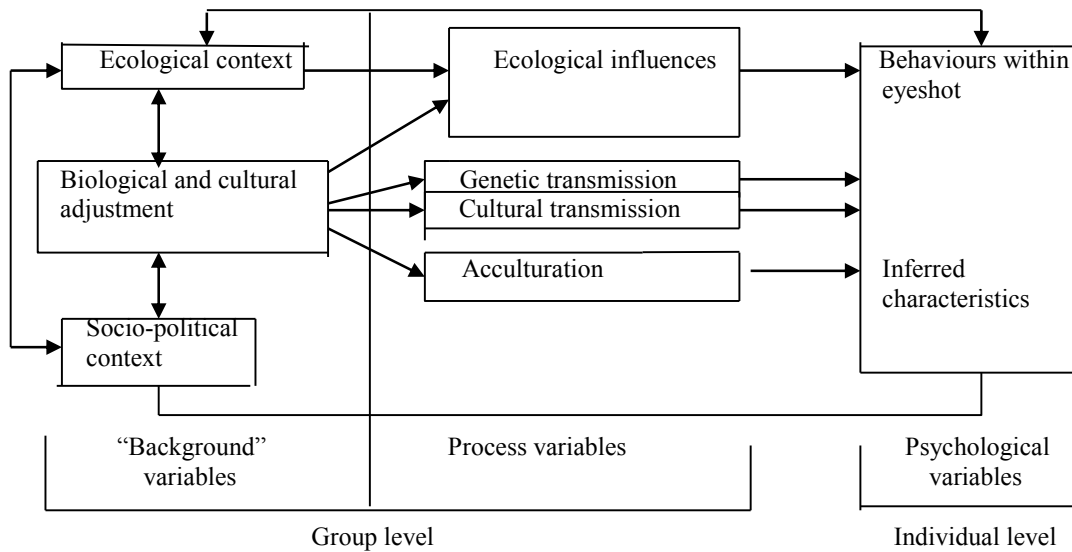 Ecological context
Ecological influences
Behaviours within
eyeshot
Biological and cultural
adjustment
Genetic transmission
Cultural transmission
Acculturation
Inferred
characteristics
Socio-political
context
“Background”
variables
Process variables
Psychological
variables
Group level
Individual level